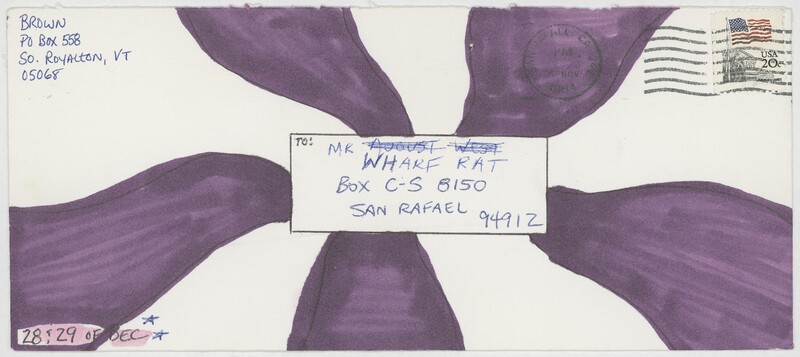 BROWN
PO BOX 558
SO. ROYALTON, VT
05068
USA
20c
TO:
MR AUGUST WEST
WHARF RAT
BOX C-S 8150
SAN RAFAEL
94912
28 & 29 OF DEC